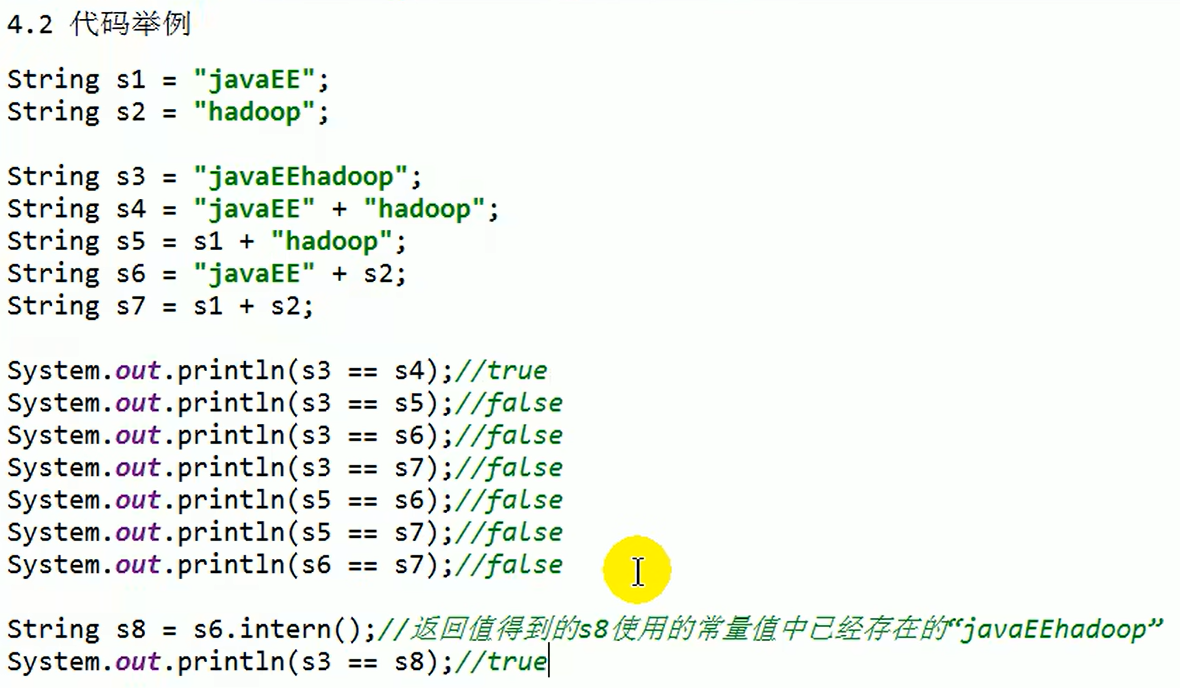 4.2 代码举例
String s1 = "javaEE";
String s2 = "hadoop";
String s3 = "javaEEhadoop";
String s4 = "javaEE" + "hadoop";
String s5 = s1 + "hadoop";
String s6 = "javaEE" + s2;
String s7 = s1 + s2;
System.out.println(s3 == s4);//true
System.out.println(s3 == s5);//false
System.out.println(s3 == s6);//false
System.out.println(s3 == s7);//false
System.out.println(s5 == s6);//false
System.out.println(s5 == s7);//false
System.out.println(s6 == s7);//false
String s8 = s6.intern();//返回值得到的s8使用的常量值中已经存在的“javaEEhadoop”
System.out.println(s3 == s8);//true